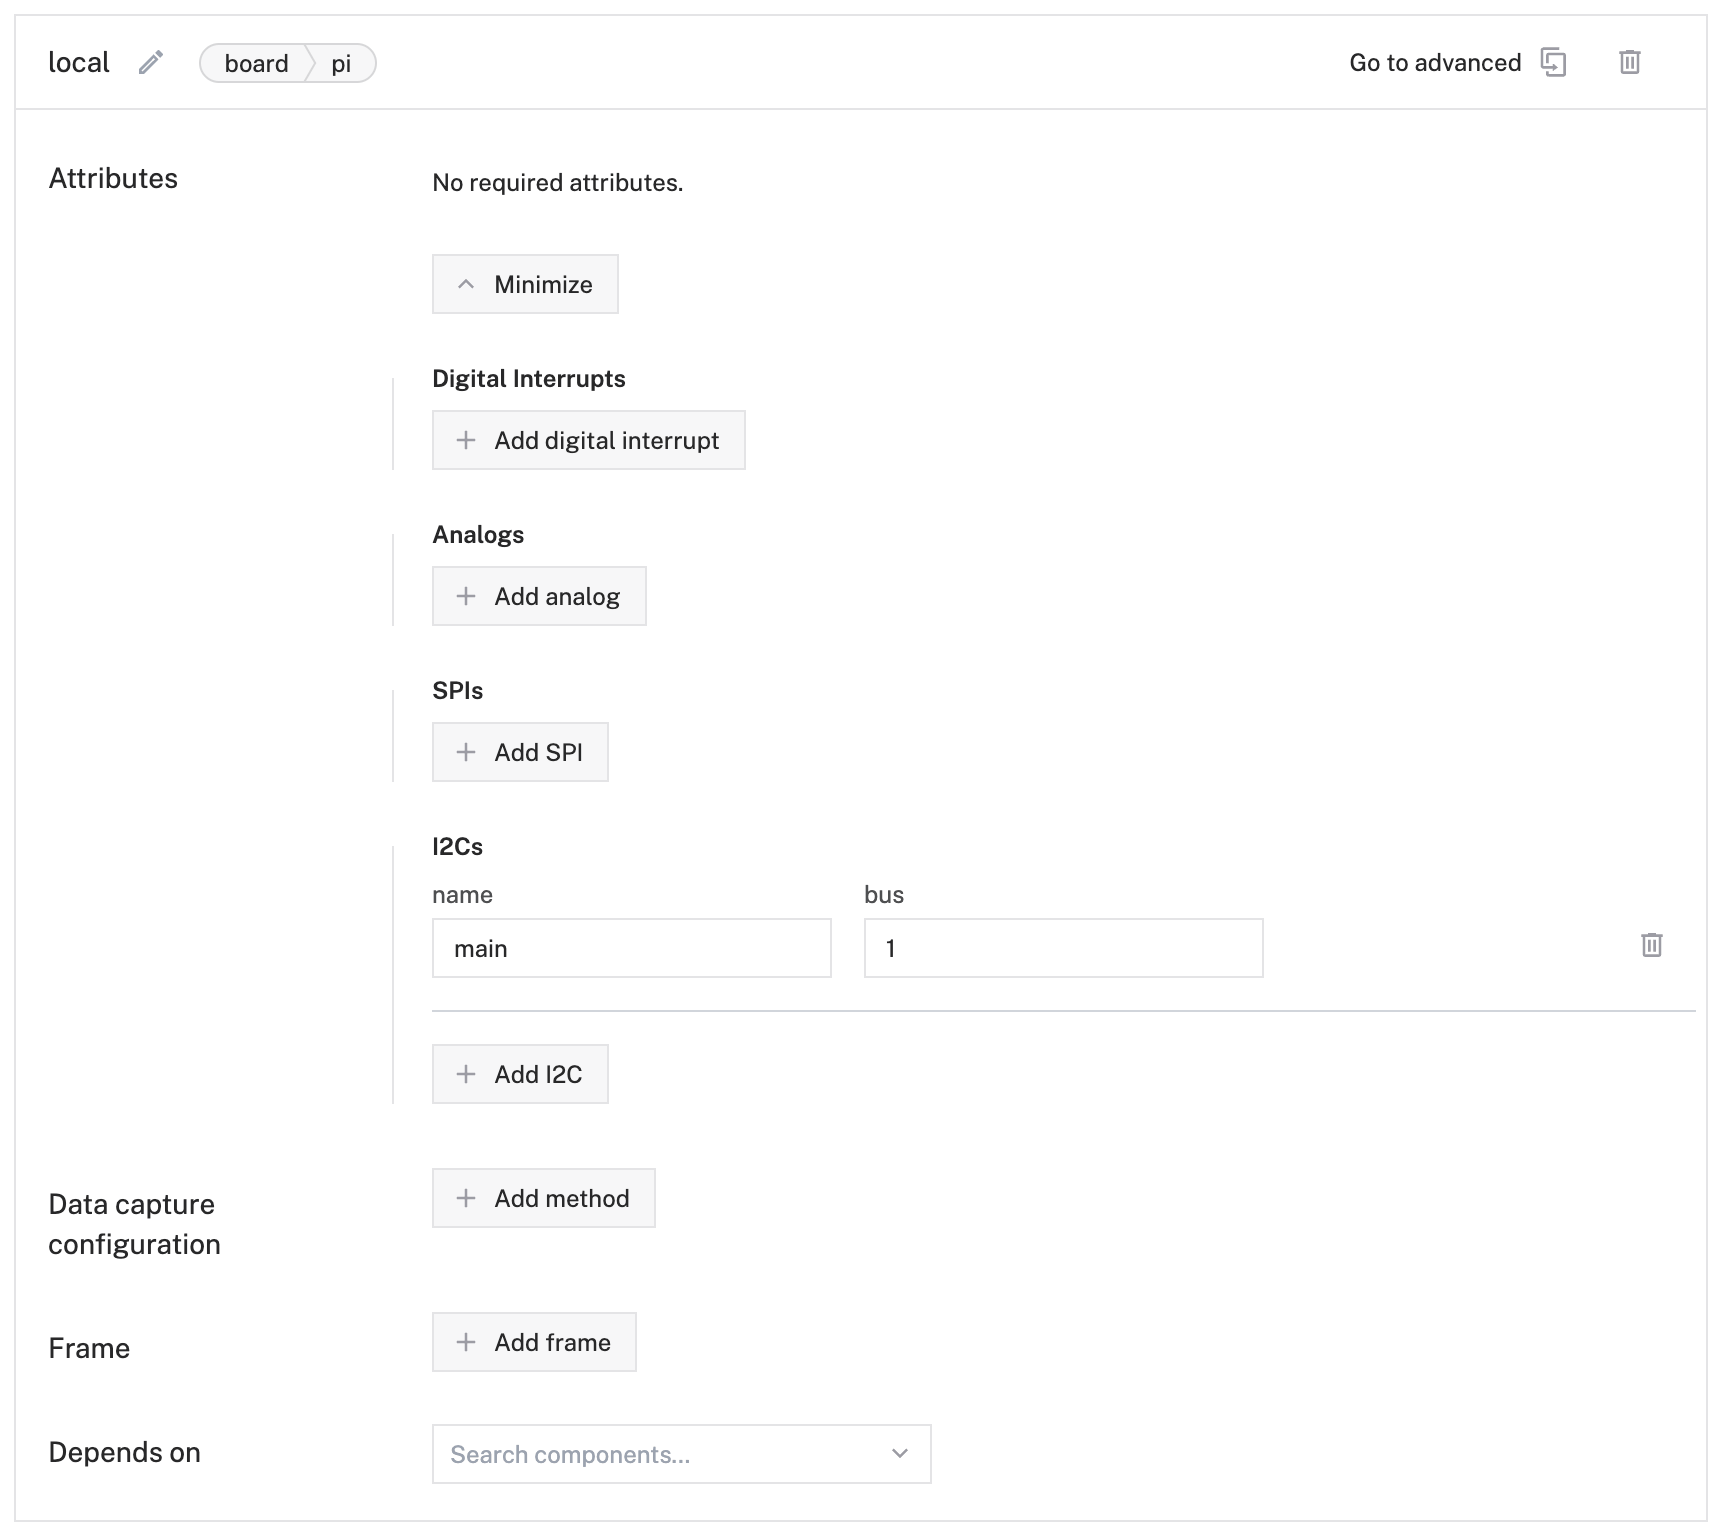 local board pi Go to advanced
Attributes No required attributes.
Minimize
Digital Interrupts
Add digital interrupt
Analogs
Add analog
SPIs
Add SPI
I2Cs
name bus
main 1
Add I2C
Data capture
configuration
Add method
Frame Add frame
Depends on Search components...